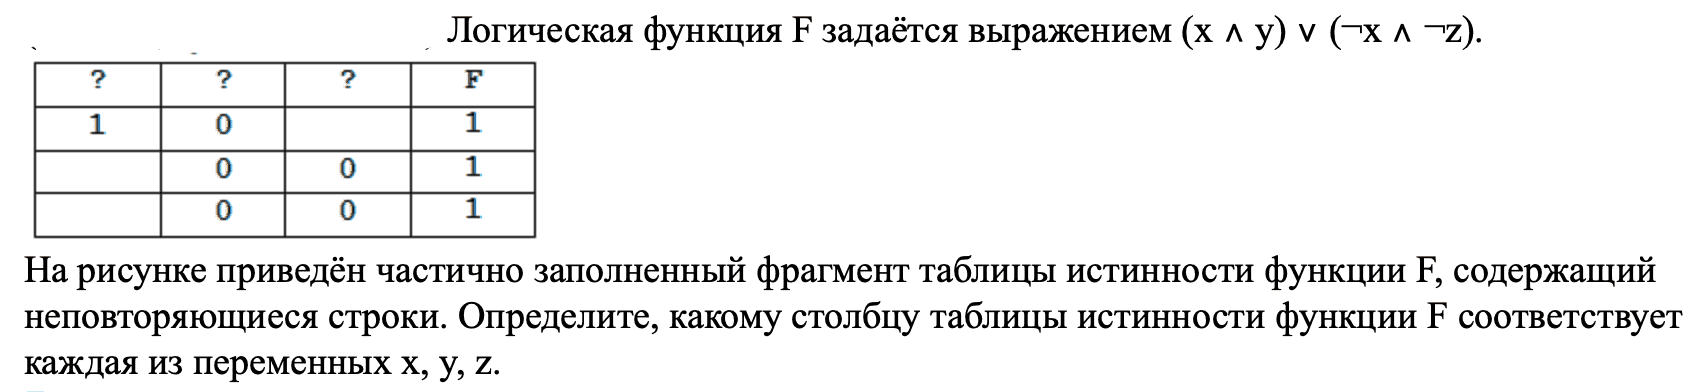 Логическая функция F задаётся выражением (x ∧ y) ∨ (¬x ∧ ¬z).
? ? ? F
1 0 1
0 0 1
0 0 1
На рисунке приведён частично заполненный фрагмент таблицы истинности функции F, содержащий
неповторяющиеся строки. Определите, какому столбцу таблицы истинности функции F соответствует
каждая из переменных x, y, z.